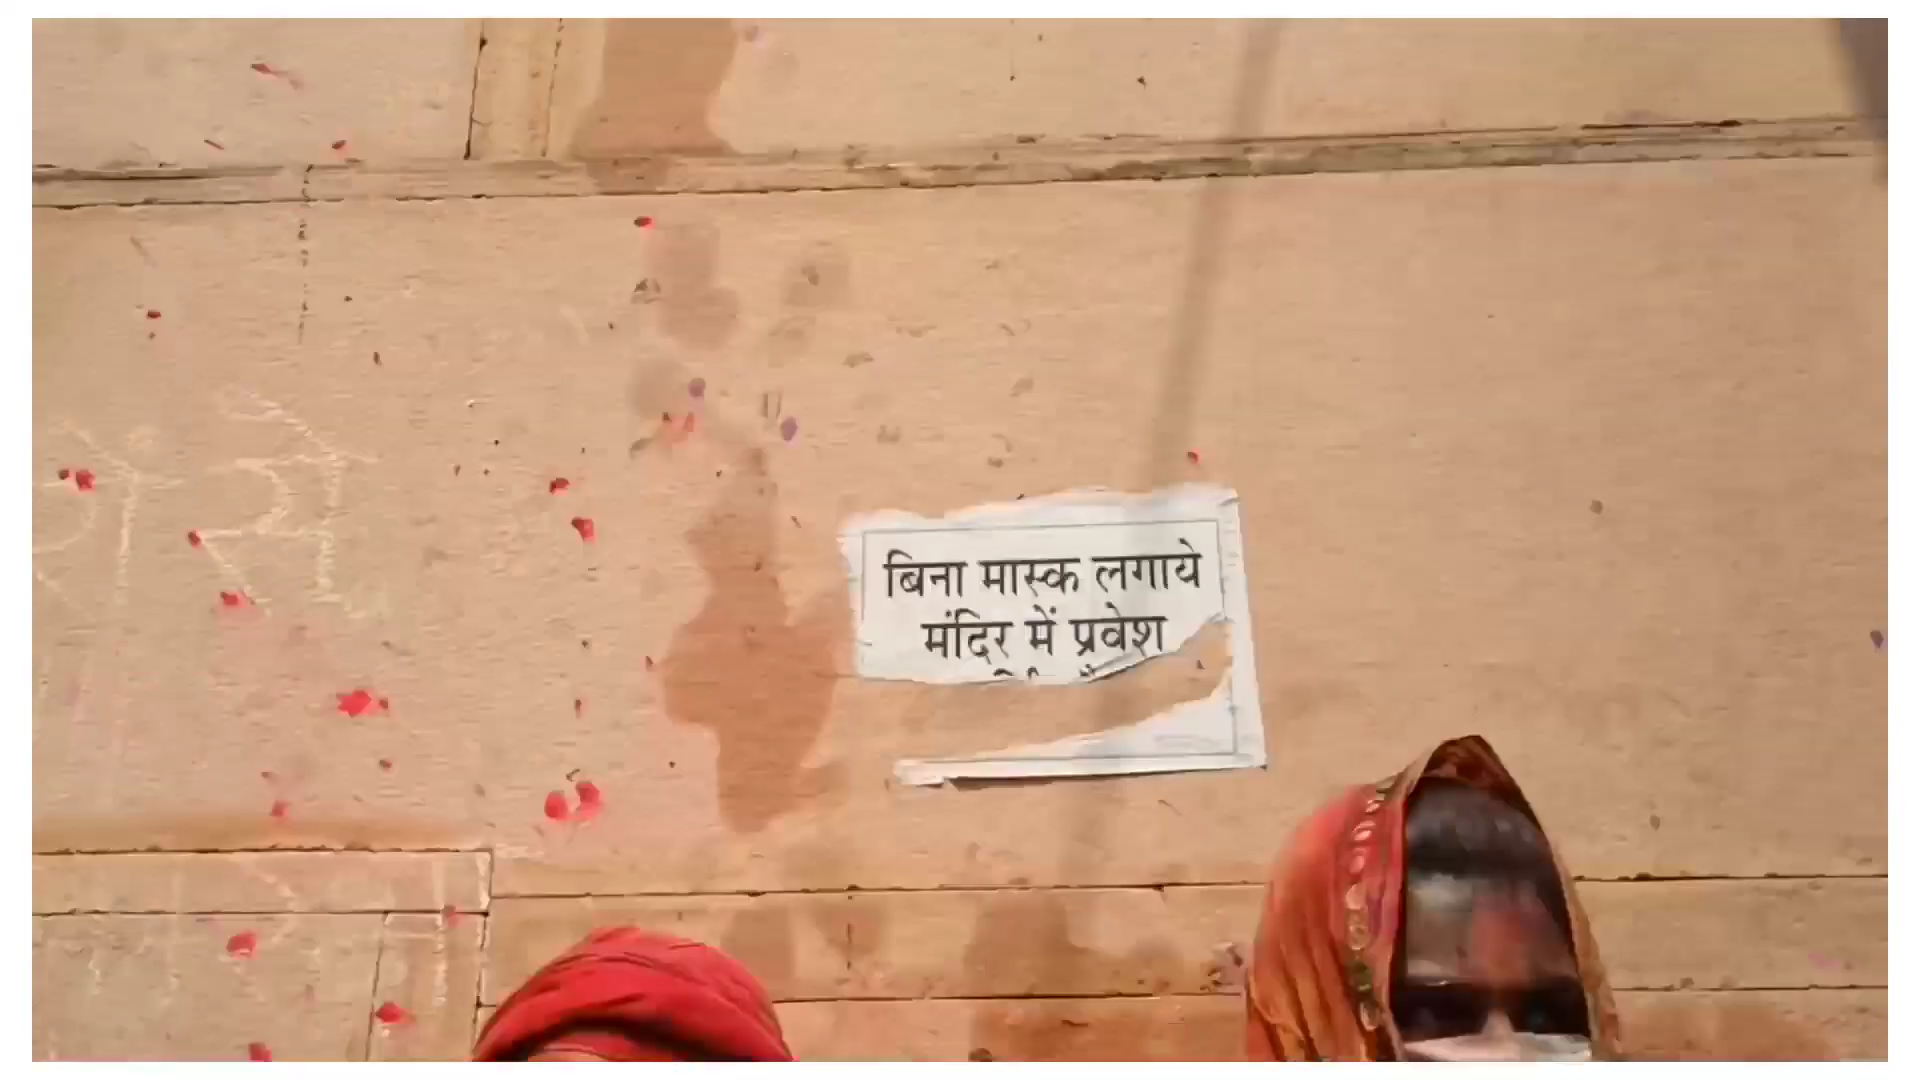 बिना मास्क लगाये
मंदिर में प्रवेश